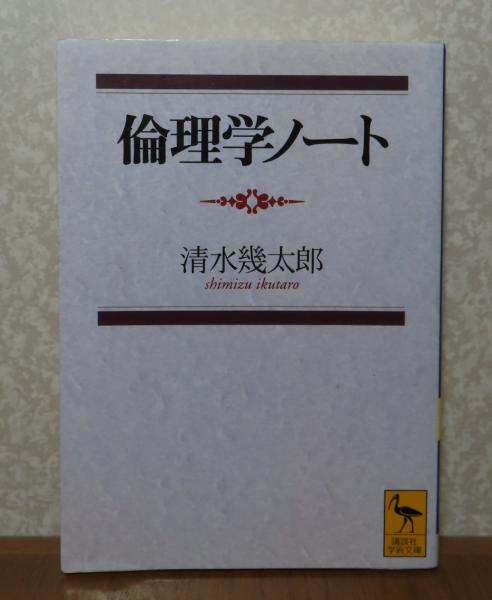 倫理学ノート
清水幾太郎
shimizu ikutaro
講談社
学術文庫